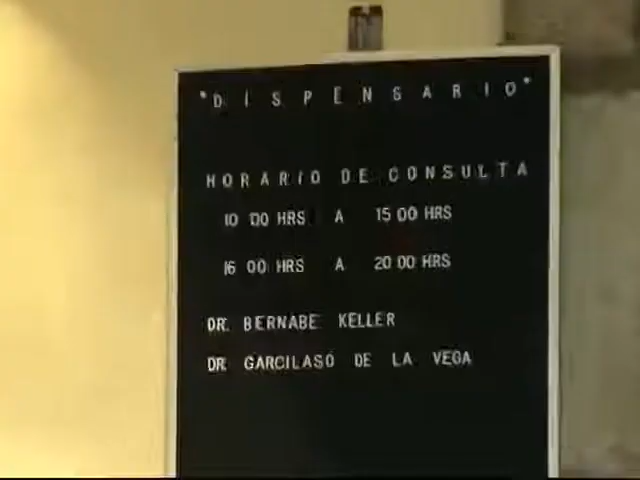 "DISPENSARIO"
HORARIO DE CONSULTA
10 00 HRS A 15 00 HRS
16 00 HRS A 20 00 HRS
DR. BERNABE KELLER
DR GARCILASO DE LA VEGA